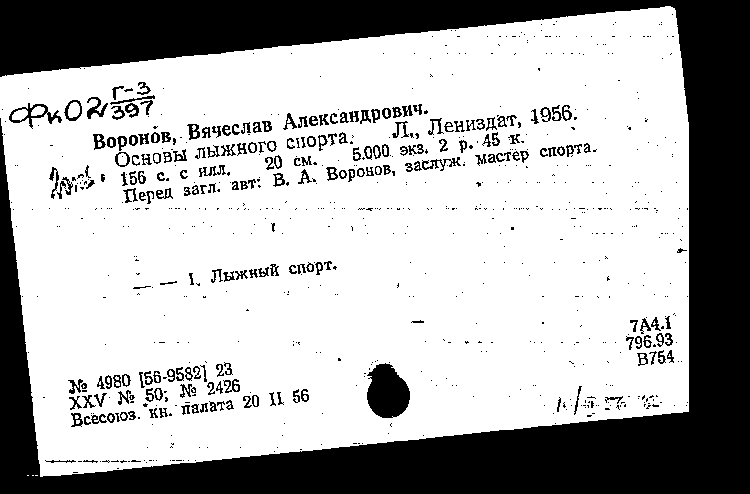 ФкО2 Г-3/397
Воронов, Вячеслав Александрович.
Основы лыжного спорта. Л., Лениздат, 1956.
156 с. с илл. 20 см. 5.000 экз. 2 р. 45 к.
Перед загл. авт: В. А. Воронов, заслуж. мастер спорта.
— — 1. Лыжный спорт.
7А4.1
796.93
В754
№ 4980 [56-9582] 23
XXV № 50; № 2426
Всесоюз. кн. палата 20 II 56